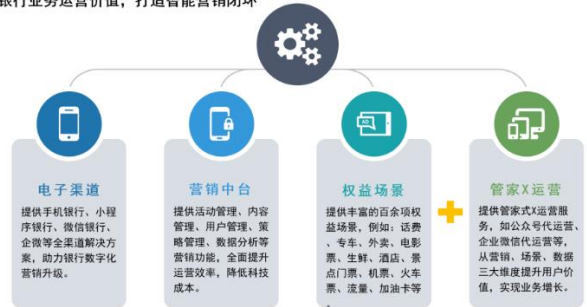 银行业务运营价值，打造智能营销闭环
AD
电子渠道
提供手机银行、小程
序银行、微信银行、
企微等全渠道解决方
案，助力银行数字化
营销升级。
营销中台
提供活动管理、内容
管理、用户管理、策
略管理、数据分析等
营销功能，全面提升
运营效率，降低科技
成本。
权益场景
提供丰富的百余项权
益场景，例如：话费
、专车、外卖、电影
票、生鲜、酒店、景
点门票、机票、火车
票、流量、加油卡等
。
管家X运营
提供管家式X运营服
务，如公众号代运营、
企业微信代运营等，
从营销、场景、数据
三大维度提升用户价
值，实现业务增长。